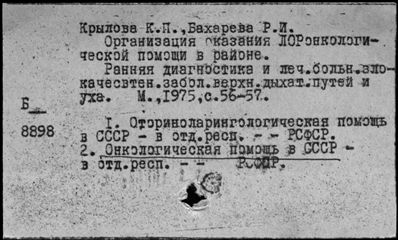 Крылова К.П., Бахарева Р.И.
Организация оказания ЛОРонкологи-
ческой помощи в районе.
Ранняя диагностика и леч.больн.зло-
качествен.забол.верхн.дыхат.путей и
уха. М.,1975,с.56-57.
Б
8898
I. Оториноларингологическая помощь
в СССР - в отд.респ. - - РСФСР.
2. Онкологическая помощь в СССР -
в отд.респ. - - РСФСР.